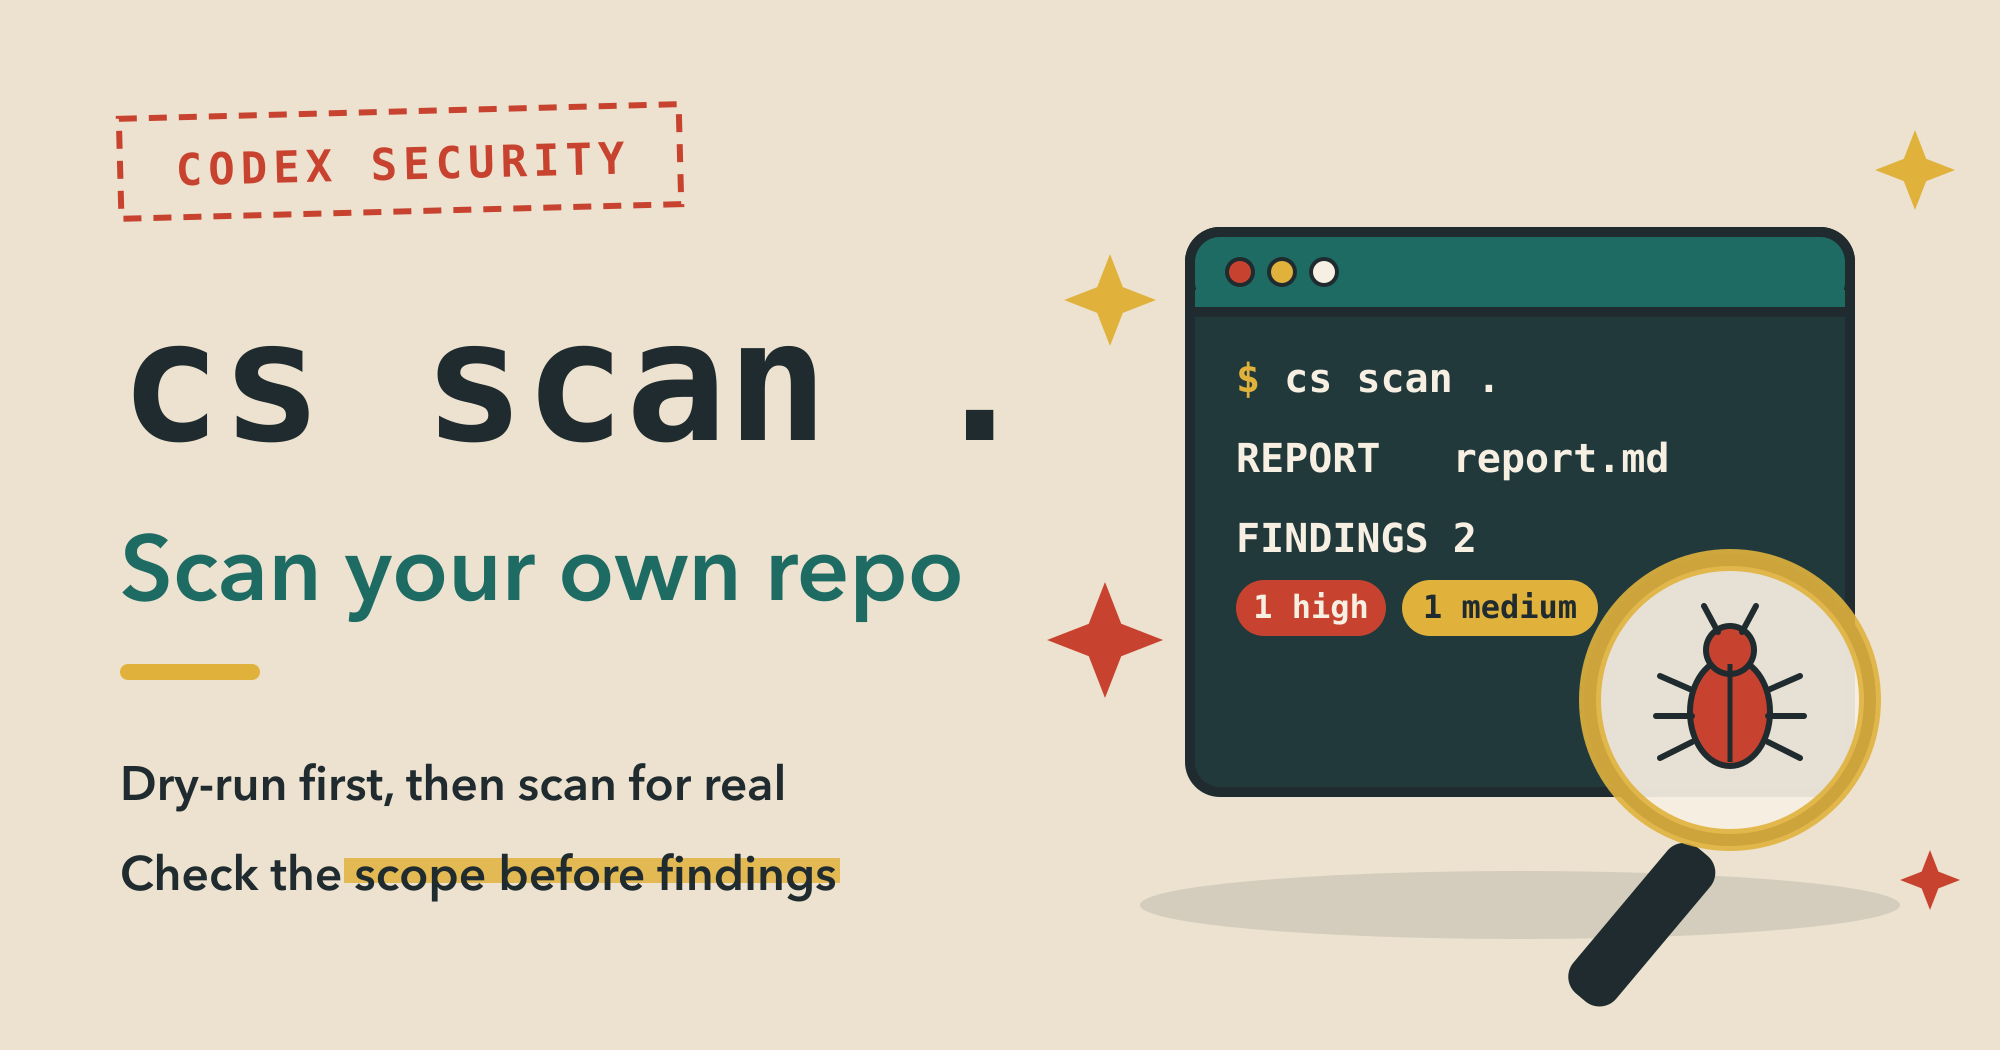 CODEX SECURITY
cs scan .
Scan your own repo
Dry-run first, then scan for real
Check the scope before findings
$ cs scan .
REPORT report.md
FINDINGS 2
1 high 1 medium